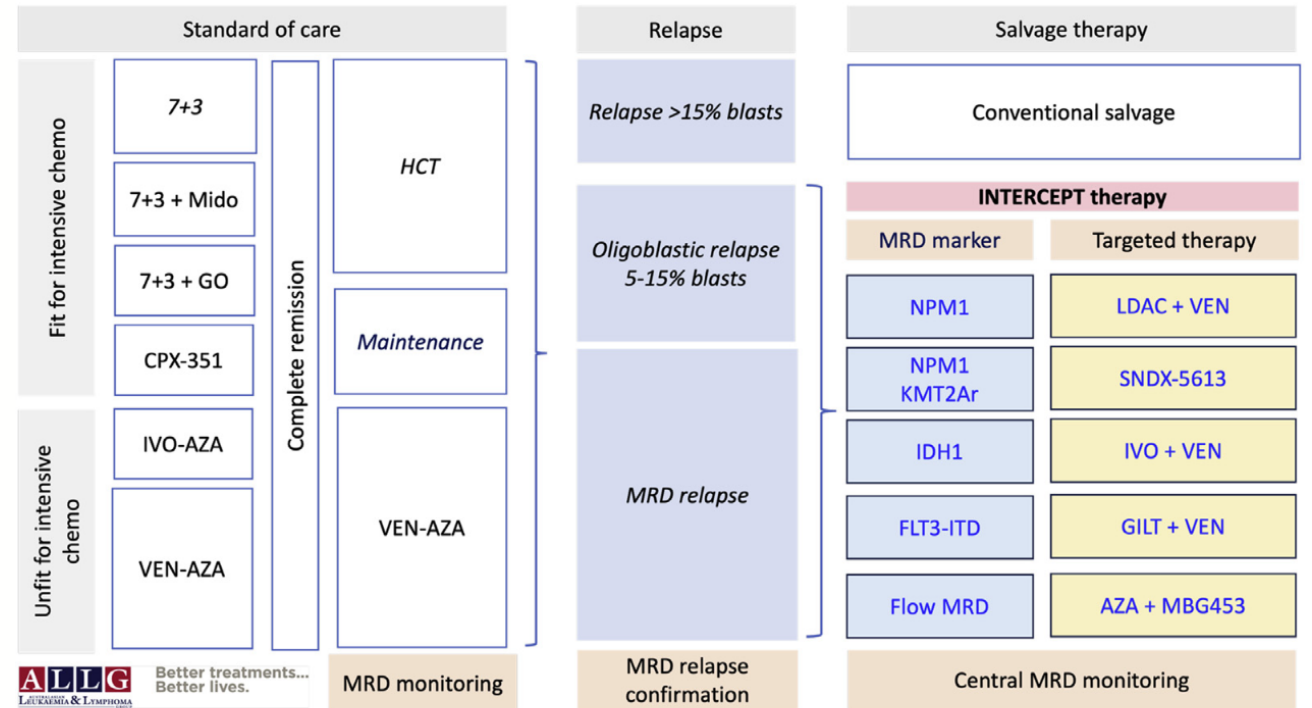 Standard of care
Relapse
Salvage therapy
Fit for intensive chemo
7+3
7+3 + Mido
7+3 + GO
CPX-351
Unfit for intensive
chemo
IVO-AZA
VEN-AZA
Complete remission
HCT
Maintenance
VEN-AZA
Relapse >15% blasts
Oligoblastic relapse
5-15% blasts
MRD relapse
Conventional salvage
INTERCEPT therapy
MRD marker
Targeted therapy
NPM1
LDAC + VEN
NPM1
KMT2Ar
SNDX-5613
IDH1
IVO + VEN
FLT3-ITD
GILT + VEN
Flow MRD
AZA + MBG453
ALLG
AUSTRALASIAN
LEUKAEMIA & LYMPHOMA
GROUP
Better treatments...
Better lives.
MRD monitoring
MRD relapse
confirmation
Central MRD monitoring